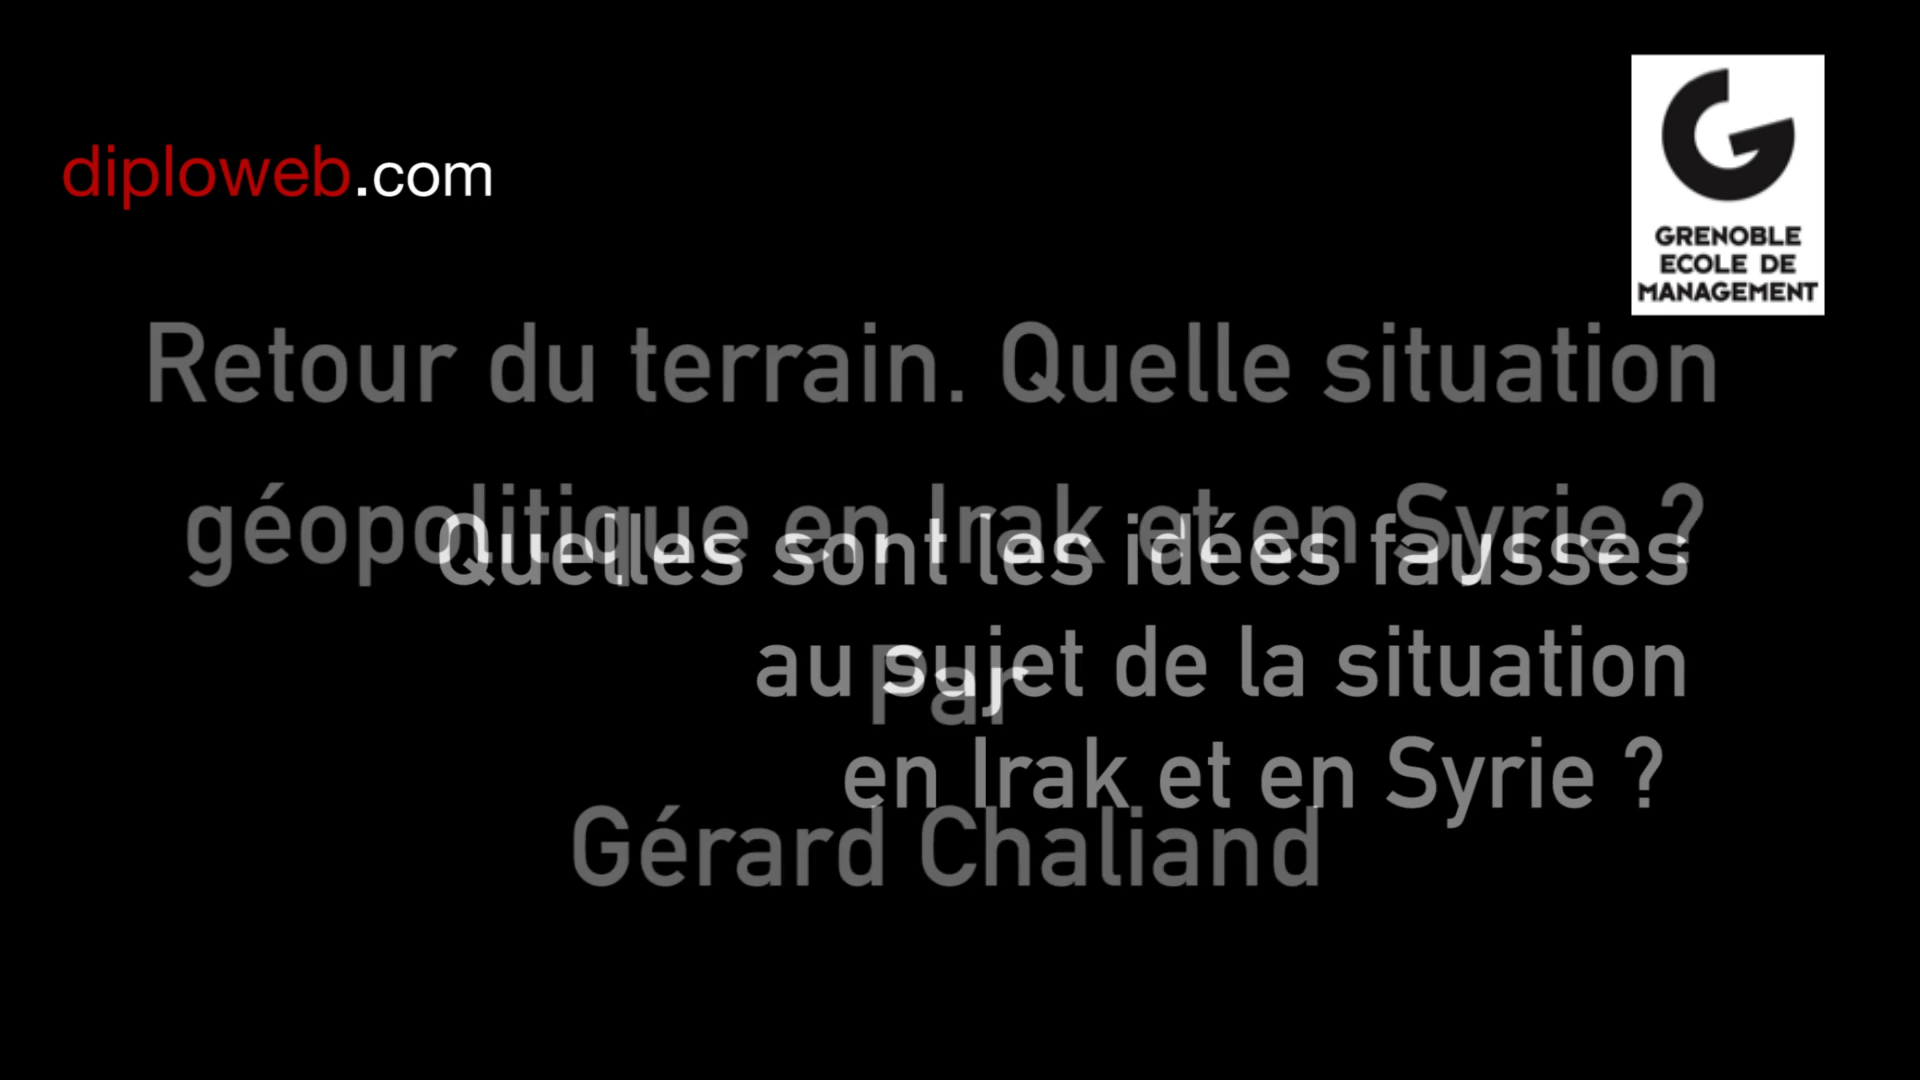 diploweb.com
GRENOBLE
ECOLE DE
MANAGEMENT
Retour du terrain. Quelle situation
géopolitique en Irak et en Syrie ?
Par
Gérard Chaliand
Quelles sont les idées fausses
au sujet de la situation
en Irak et en Syrie ?